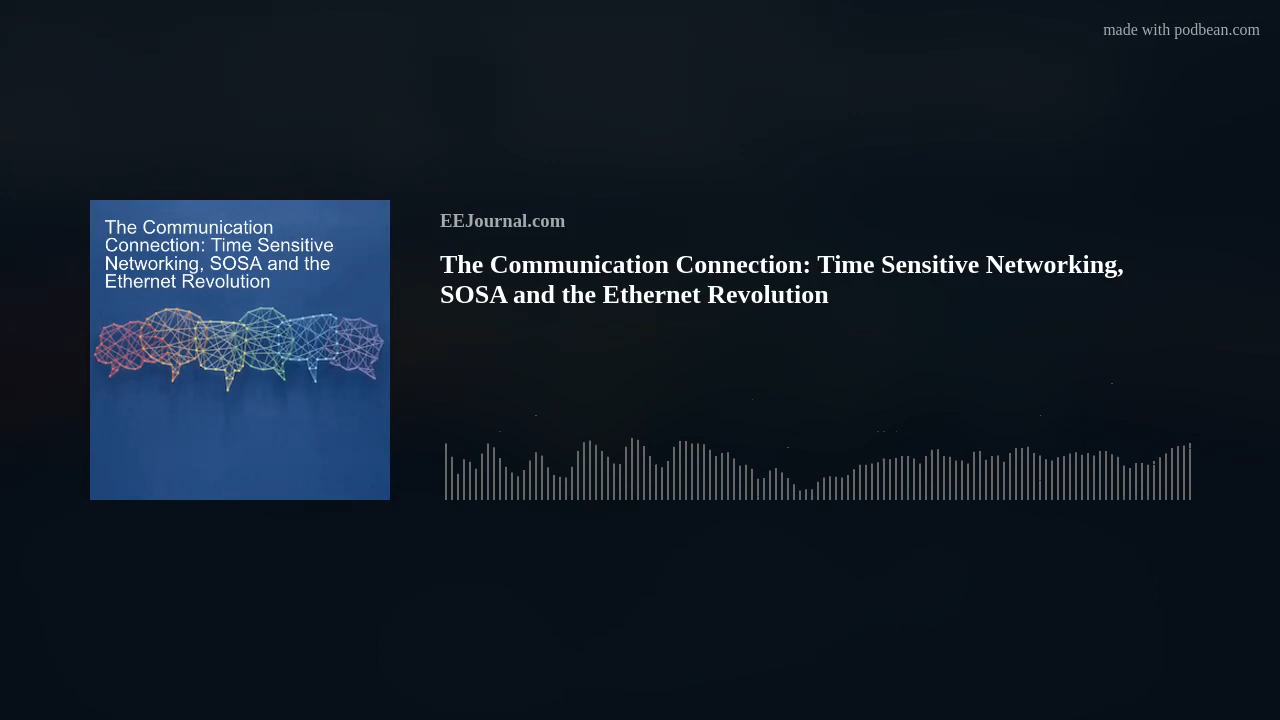 made with podbean.com
The Communication
Connection: Time Sensitive
Networking, SOSA and the
Ethernet Revolution
EEJournal.com
The Communication Connection: Time Sensitive Networking,
SOSA and the Ethernet Revolution